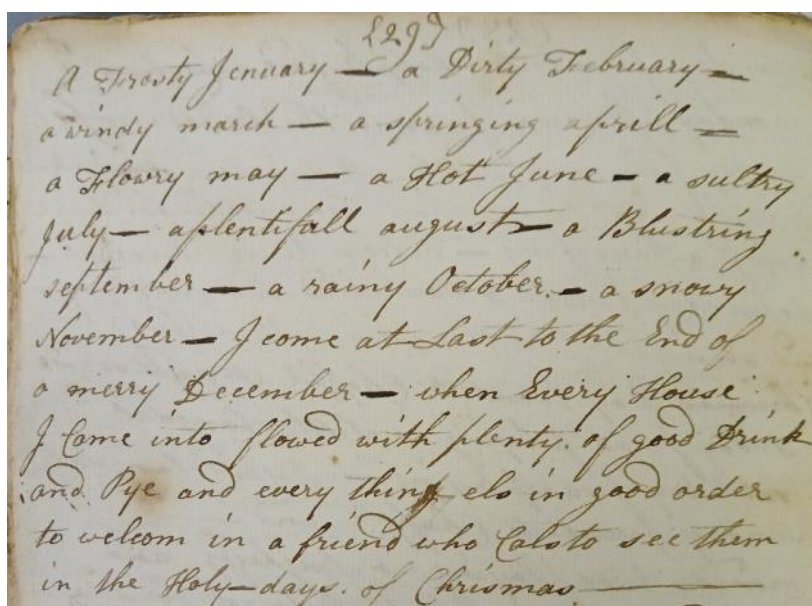 {29}
A Frosty Jenuary — a Dirty February —
a windy march — a springing aprill —
a Flowry may — a Hot June — a sultry
July — a plentifall august — a Blustring
september — a rainy October. — a snowy
November — I come at Last to the End of
a merry December — when Every House
I Come into flowed with plenty. of good Drink
and Pye and every thing els in good order
to welcom in a friend who Cals to see them
in the Holy-days. of Chrismas —